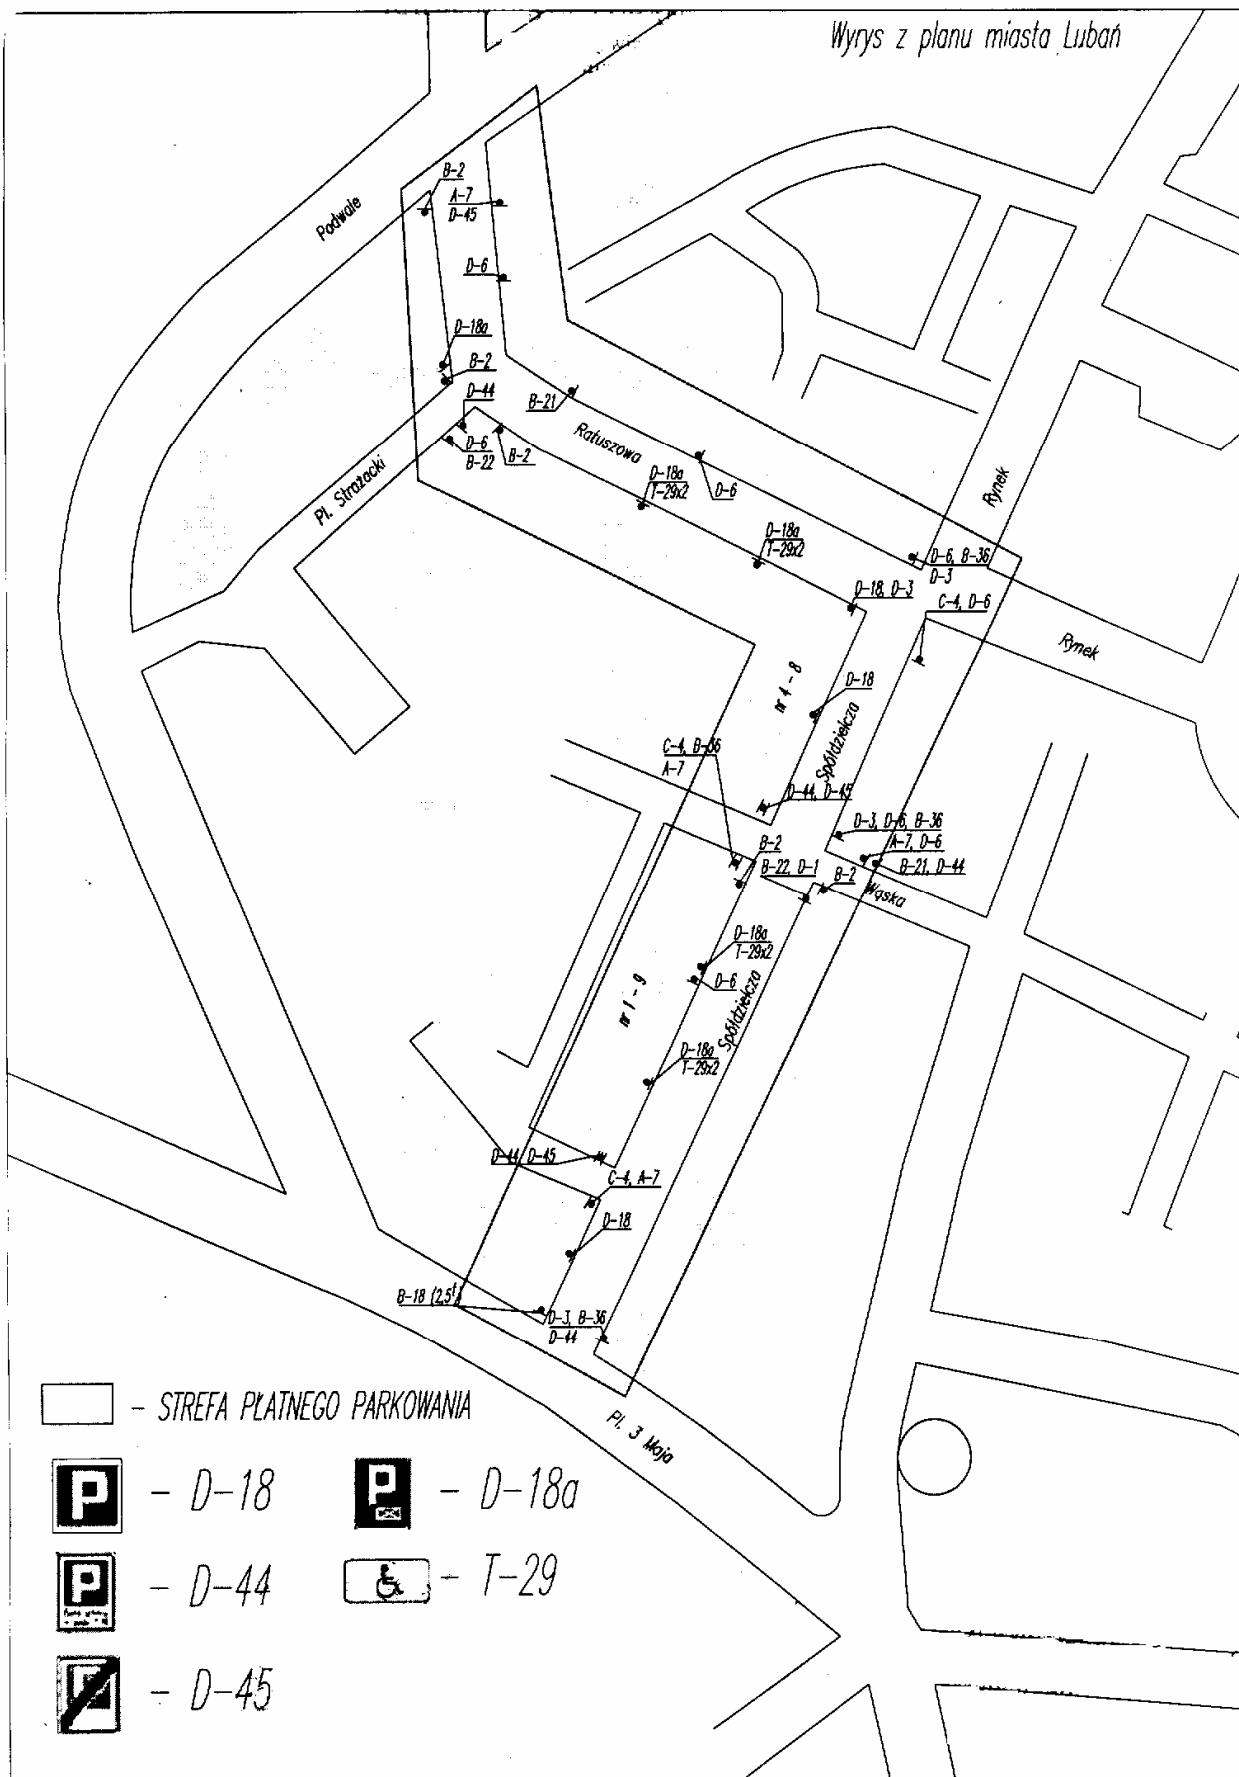 Wyrys z planu miasta Lubań
B-2
A-7
D-45
Podwale
D-6
D-18a
B-2
D-44
B-21
D-6
B-22
B-2
Ratuszowa
Pl. Strażacki
D-18a
T-29x2
D-6
Rynek
D-18a
T-29x2
D-6, B-36
D-3
D-18, D-3
C-4, D-6
Rynek
nr 4 - 8
D-18
Spółdzielcza
C-4, B-36
A-7
D-44, D-45
D-3, D-6, B-36
A-7, D-6
B-21, D-44
B-2
B-22, D-1
B-2
Wąska
D-18a
T-29x2
D-6
nr 1 - 9
Spółdzielcza
D-18a
T-29x2
D-44, D-45
C-4, A-7
D-18
B-18 (2,5t)
D-3, B-36
D-44
- STREFA PŁATNEGO PARKOWANIA
Pl. 3 Maja
P - D-18
P - D-18a
P - D-44
- T-29
- D-45